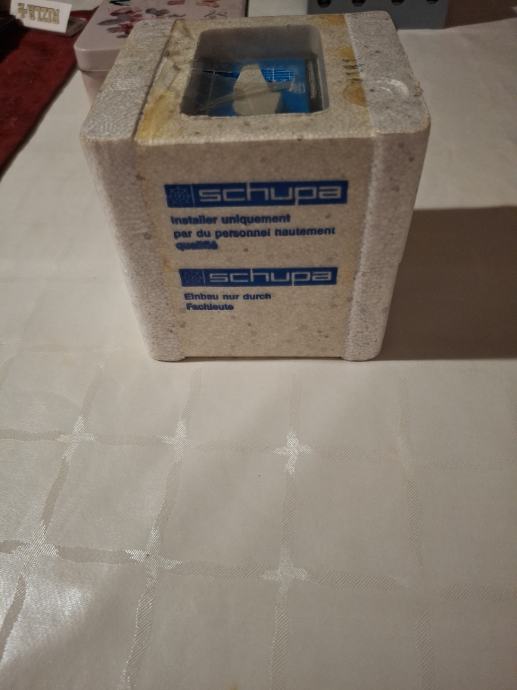 schupa
Installer uniquement
par du personnel hautement
qualifié
schupa
Einbau nur durch
Fachleute